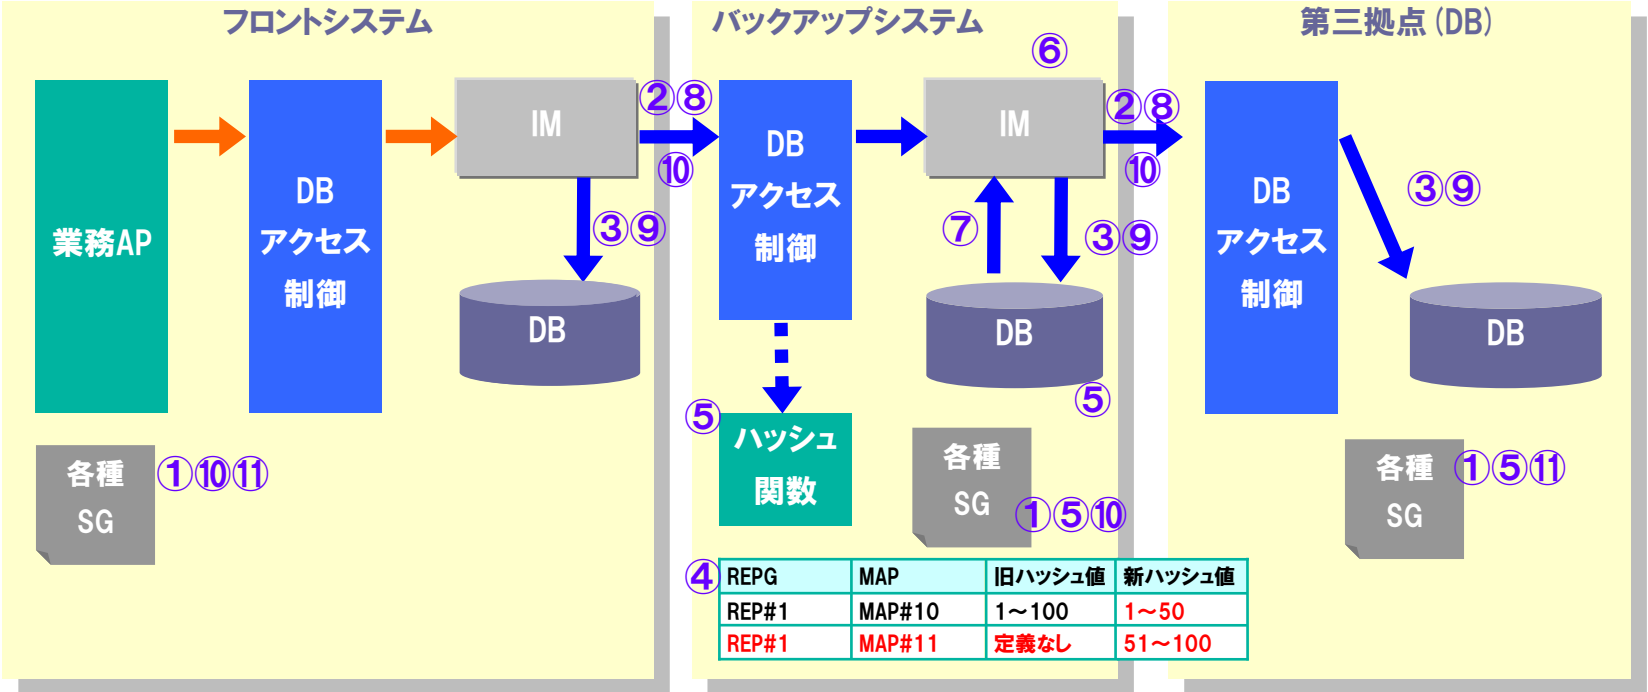 フロントシステム
業務AP
DB
アクセス
制御
IM
②⑧
⑩
③⑨
DB
各種
SG
①⑩⑪
バックアップシステム
DB
アクセス
制御
⑥
IM
②⑧
⑩
⑦
③⑨
DB
⑤
⑤
ハッシュ
関数
各種
SG
①⑤⑩
④
REPG MAP 旧ハッシュ値 新ハッシュ値
REP#1 MAP#10 1～100 1～50
REP#1 MAP#11 定義なし 51～100
第三拠点(DB)
DB
アクセス
制御
③⑨
DB
各種
SG
①⑤⑪